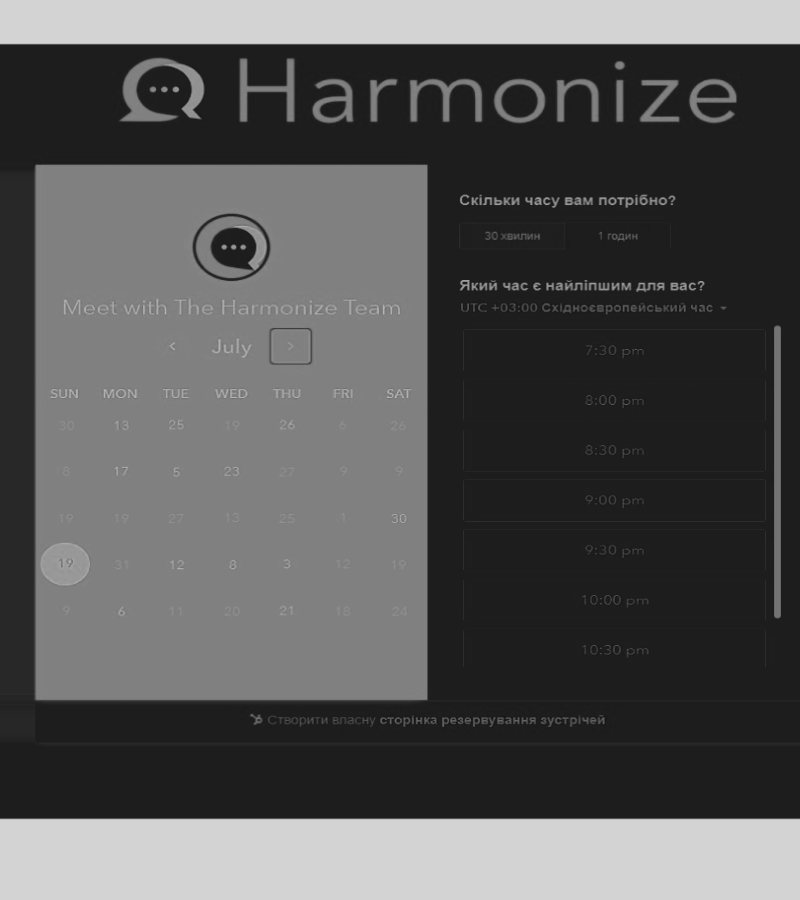 Harmonize
Meet with The Harmonize Team
< July >
SUN MON TUE WED THU FRI SAT
30 13 25 19 26 6 26
8 17 5 23 27 9 9
19 19 27 13 25 1 30
19 31 12 8 3 12 19
9 6 11 20 21 18 24
Скільки часу вам потрібно?
30 хвилин 1 годин
Який час є найліпшим для вас?
UTC +03:00 Східноєвропейський час
7:30 pm
8:00 pm
8:30 pm
9:00 pm
9:30 pm
10:00 pm
10:30 pm
Створити власну сторінка резервування зустрічей